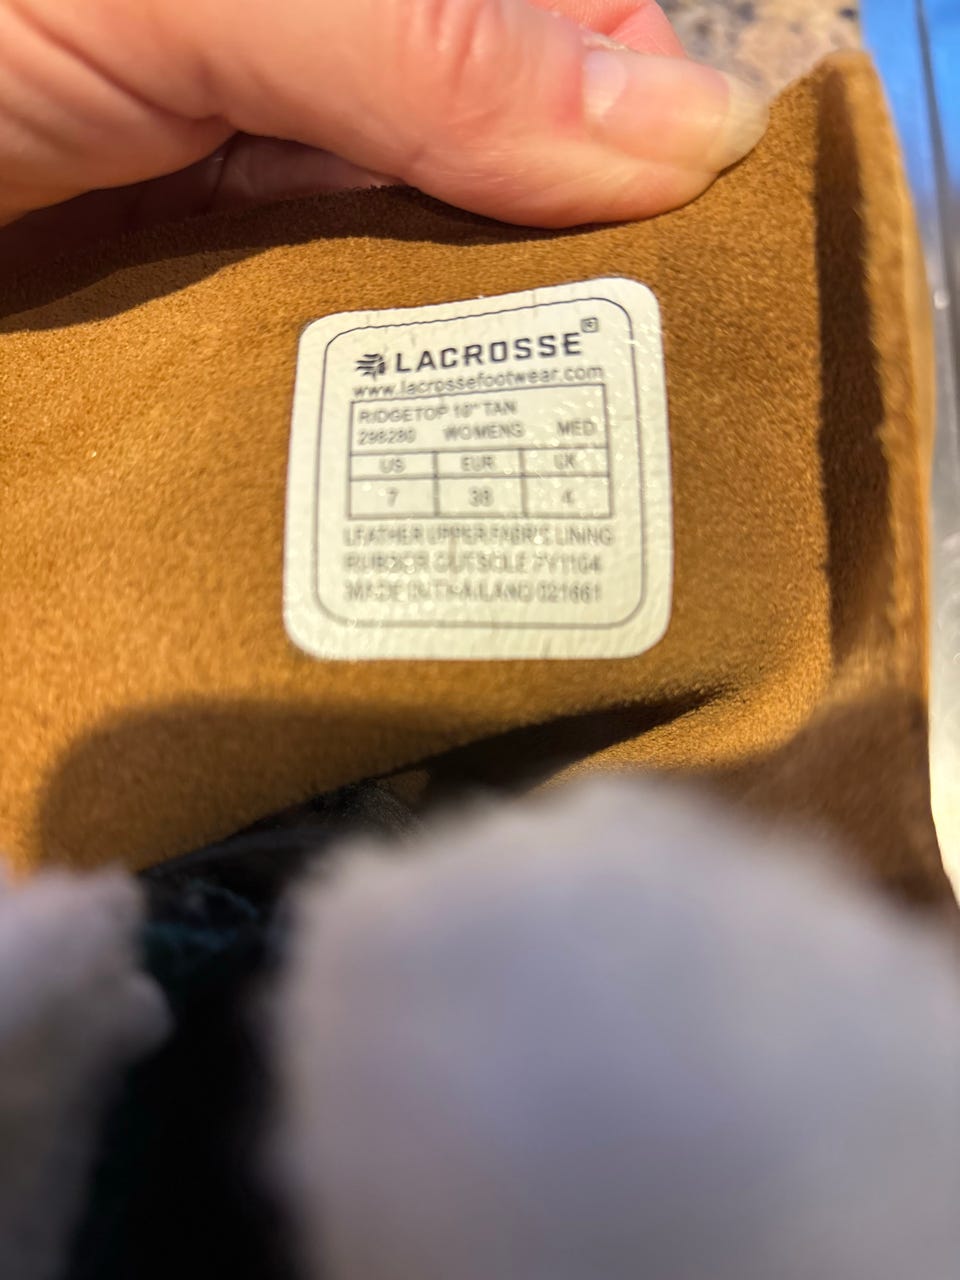 LACROSSE®
www.lacrossefootwear.com
RIDGETOP 10" TAN
298280 WOMENS MED
US EUR UK
7 38 4
LEATHER UPPER FABRIC LINING
RUBBER OUTSOLE PY1104
MADE IN THAILAND 021661